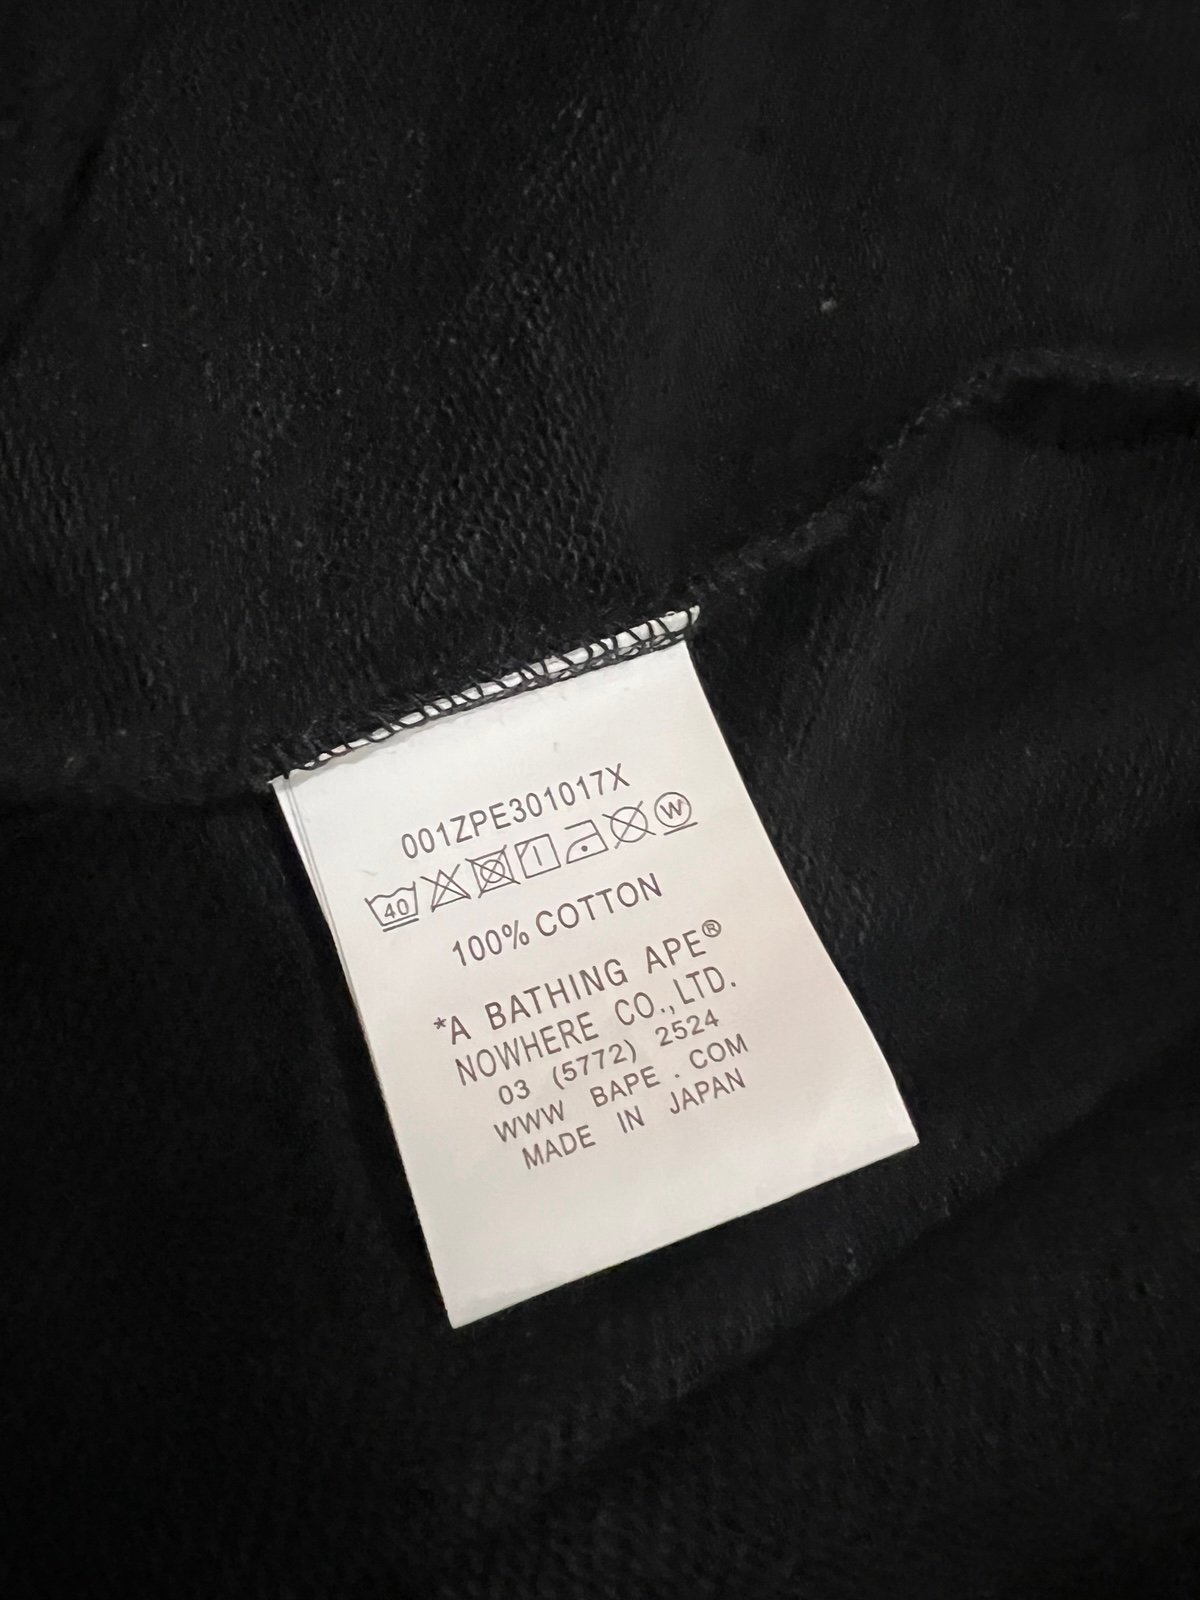 001ZPE301017X
40 W
100% COTTON
*A BATHING APE®
NOWHERE CO.,LTD.
03 (5772) 2524
WWW BAPE . COM
MADE IN JAPAN